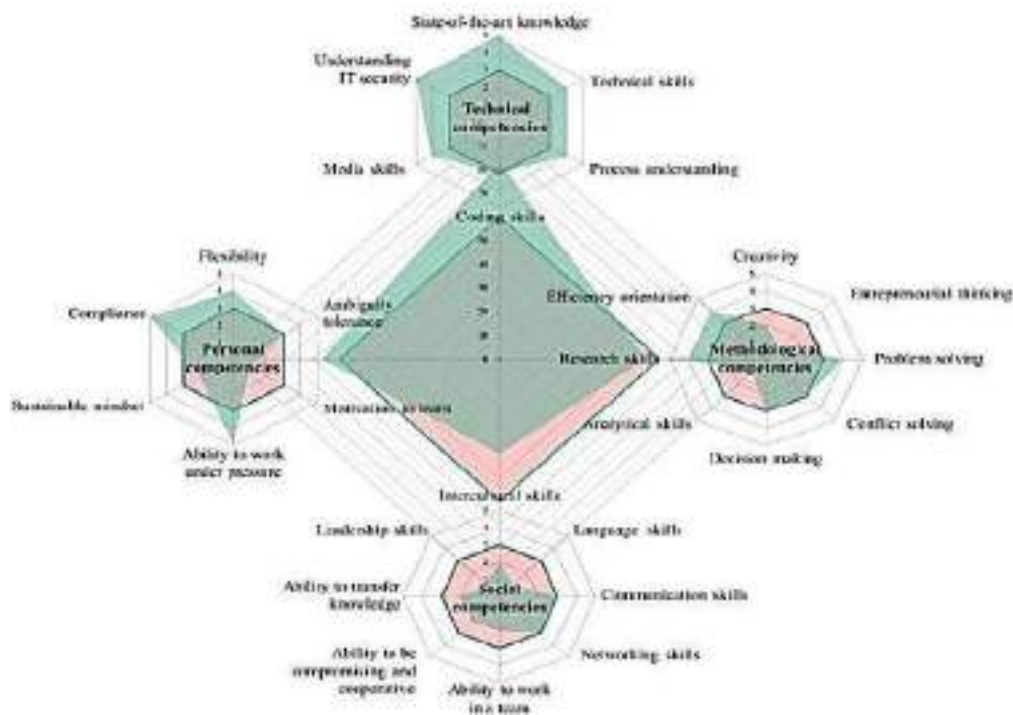 State-of-the-art knowledge
Understanding
IT security
Technical skills
Technical
competencies
Media skills
Process understanding
Coding skills
Flexibility
Creativity
Compliance
Ambiguity
tolerance
Efficiency orientation
Entrepreneurial thinking
Personal
competencies
Research skills
Methodological
competencies
Problem solving
Sustainable mindset
Motivation to learn
Analytical skills
Conflict solving
Ability to work
under pressure
Decision making
Intercultural skills
Leadership skills
Language skills
Ability to transfer
knowledge
Social
competencies
Communication skills
Ability to be
compromising and
cooperative
Networking skills
Ability to work
in a team